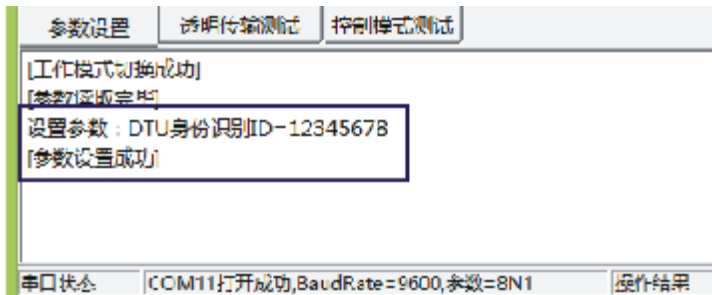 参数设置 透明传输测试 控制模式测试
[工作模式切换成功]
[参数读取完毕]
设置参数：DTU身份识别ID=12345678
[参数设置成功]
串口状态 COM11打开成功,BaudRate=9600,参数=8N1 操作结果